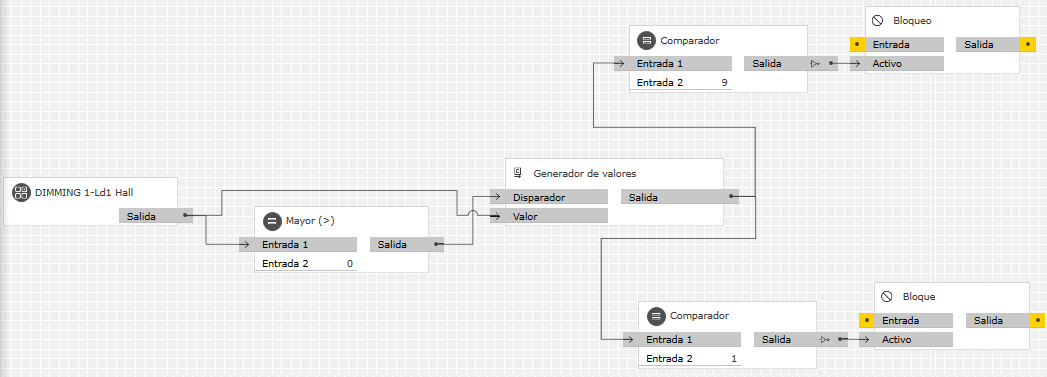 Bloqueo
Entrada Salida
Activo
Comparador
Entrada 1 Salida
Entrada 2 9
Generador de valores
Disparador Salida
Valor
DIMMING 1-Ld1 Hall
Salida
Mayor (>)
Entrada 1 Salida
Entrada 2 0
Bloque
Entrada Salida
Activo
Comparador
Entrada 1 Salida
Entrada 2 1